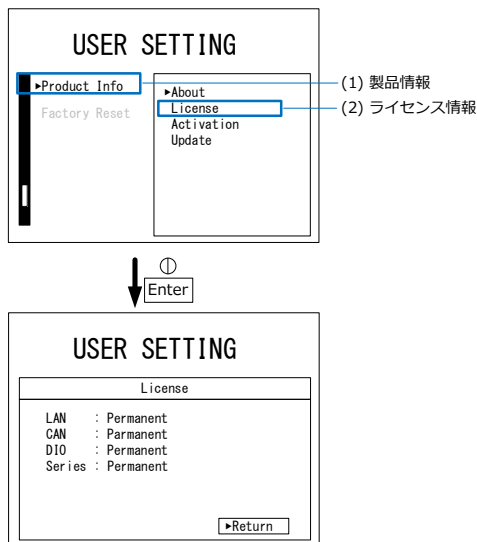 USER SETTING
▶Product Info
Factory Reset
▶About
License
Activation
Update
(1) 製品情報
(2) ライセンス情報
Enter
USER SETTING
License
LAN : Permanent
CAN : Parmanent
DIO : Permanent
Series : Permanent
▶Return